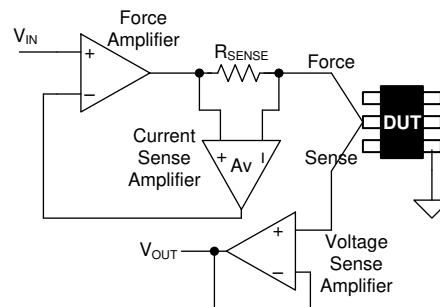 Force
Amplifier
V_IN
R_SENSE
Force
+
−
Current
Sense
Amplifier
+ −
Av
DUT
Sense
V_OUT
+
−
Voltage
Sense
Amplifier